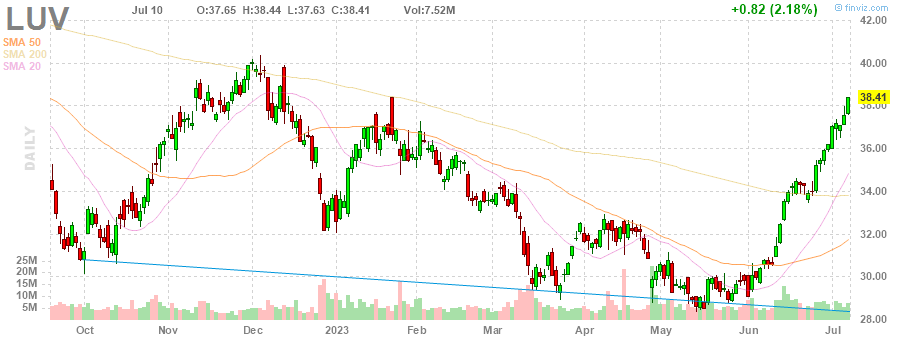 LUV Jul 10 O:37.65 H:38.44 L:37.63 C:38.41 Vol:7.52M +0.82 (2.18%) © finviz.com
SMA 50
SMA 200
SMA 20
DAILY
42.00
40.00
38.41
38.00
36.00
34.00
32.00
30.00
28.00
25M
20M
15M
10M
5M
Oct Nov Dec 2023 Feb Mar Apr May Jun Jul